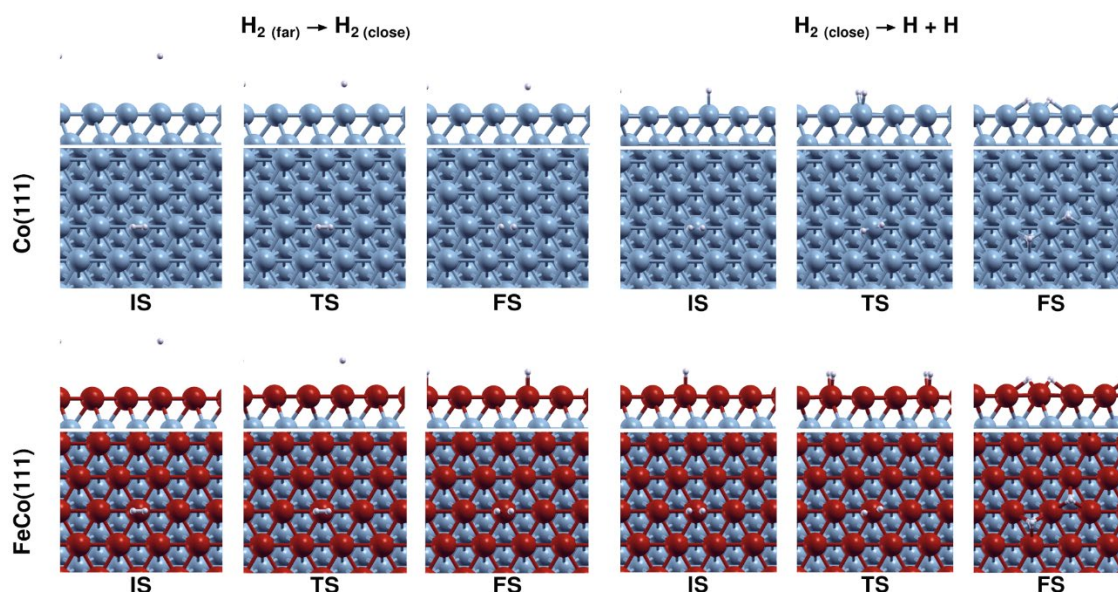 H2 (far) → H2 (close)
H2 (close) → H + H
Co(111)
IS
TS
FS
IS
TS
FS
FeCo(111)
IS
TS
FS
IS
TS
FS